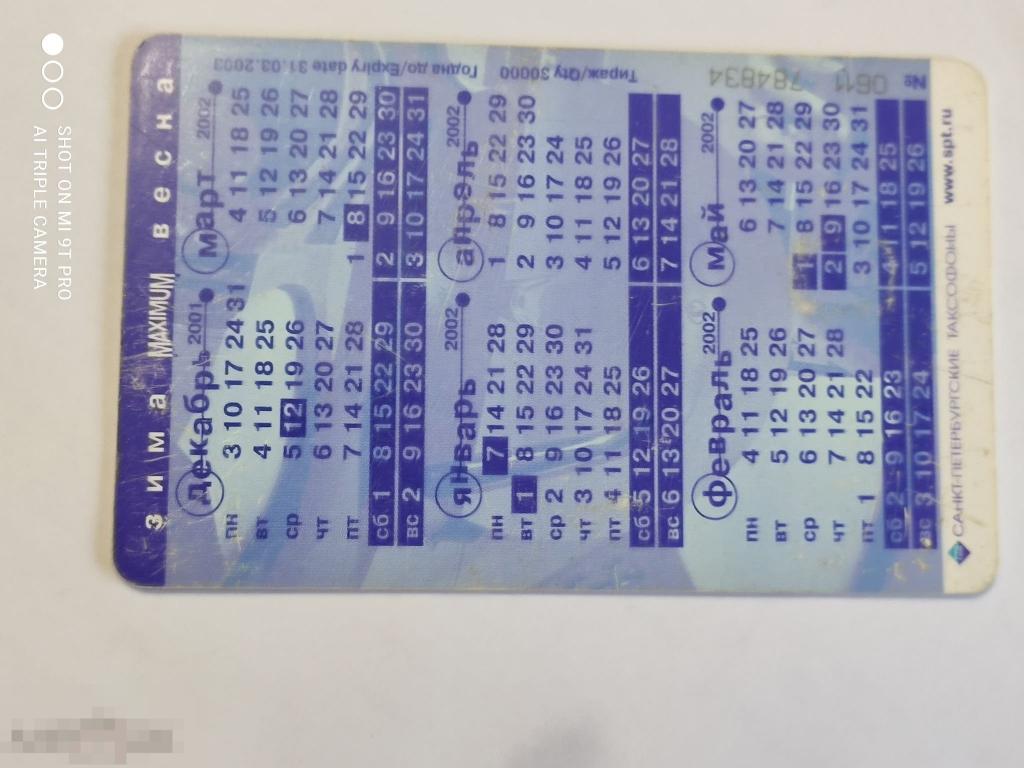 Зима MAXIMUM весна
Декабрь 2001
пн 3 10 17 24 31
вт 4 11 18 25
ср 5 12 19 26
чт 6 13 20 27
пт 7 14 21 28
сб 1 8 15 22 29
вс 2 9 16 23 30
март 2002
4 11 18 25
5 12 19 26
6 13 20 27
7 14 21 28
1 8 15 22 29
2 9 16 23 30
3 10 17 24 31
январь 2002
пн 7 14 21 28
вт 1 8 15 22 29
ср 2 9 16 23 30
чт 3 10 17 24 31
пт 4 11 18 25
сб 5 12 19 26
вс 6 13 20 27
апрель 2002
1 8 15 22 29
2 9 16 23 30
3 10 17 24
4 11 18 25
5 12 19 26
6 13 20 27
7 14 21 28
февраль 2002
пн 4 11 18 25
вт 5 12 19 26
ср 6 13 20 27
чт 7 14 21 28
пт 1 8 15 22
сб 2 9 16 23
вс 3 10 17 24
май 2002
6 13 20 27
7 14 21 28
1 8 15 22 29
2 9 16 23 30
3 10 17 24 31
4 11 18 25
5 12 19 26
САНКТ-ПЕТЕРБУРГСКИЕ ТАКСОФОНЫ www.spt.ru
№ 0611 784834
Тираж/Qty 30000
Годна до/Expiry date 31.03.2003
SHOT ON MI 9T PRO
AI TRIPLE CAMERA